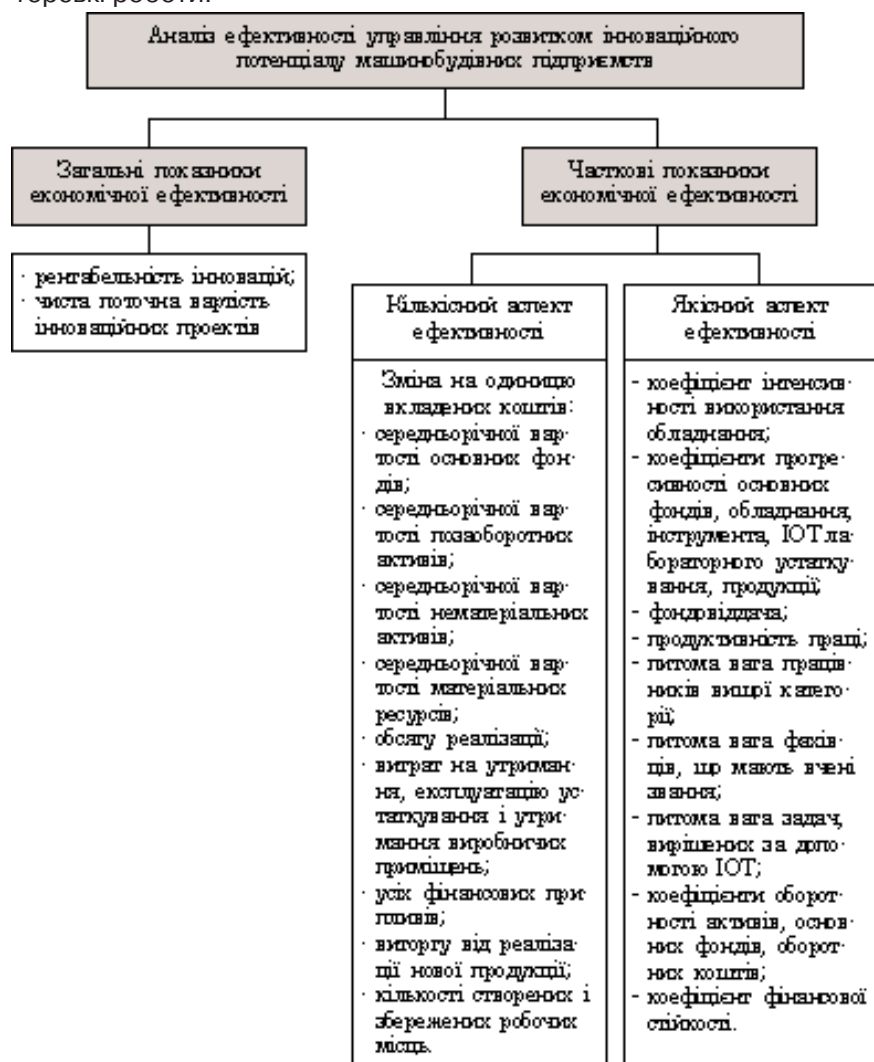 Аналіз ефективності управління розвитком інноваційного
потенціалу машинобудівних підприємств
Загальні показники
економічної ефективності
Часткові показники
економічної ефективності
· рентабельність інновацій;
· чиста поточна вартість
інноваційних проектів
Кількісний аспект
ефективності
Якісний аспект
ефективності
Зміна на одиницю
вкладених коштів:
· середньорічної вар-
тості основних фон-
дів;
· середньорічної вар-
тості позаоборотних
активів;
· середньорічної вар-
тості нематеріальних
активів;
· середньорічної вар-
тості матеріальних
ресурсів;
· обсягу реалізації;
· витрат на утриман-
ня, експлуатацію ус-
таткування і утри-
мання виробничих
приміщень;
· усіх фінансових при-
пливів;
· виторгу від реаліза-
ції нової продукції;
· кількості створених і
збережених робочих
місць.
- коефіцієнт інтенсив-
ності використання
обладнання;
- коефіцієнти прогре-
сивності основних
фондів, обладнання,
інструмента, ІОТ ла-
бораторного устатку-
вання, продукції;
- фондовіддача;
- продуктивність праці;
- питома вага праців-
ників вищої катего-
рії;
- питома вага фахів-
ців, що мають вчені
звання;
- питома вага задач,
вирішених за допо-
могою ІОТ;
- коефіцієнти оборот-
ності активів, основ-
них фондів, оборот-
них коштів;
- коефіцієнт фінансової
стійкості.